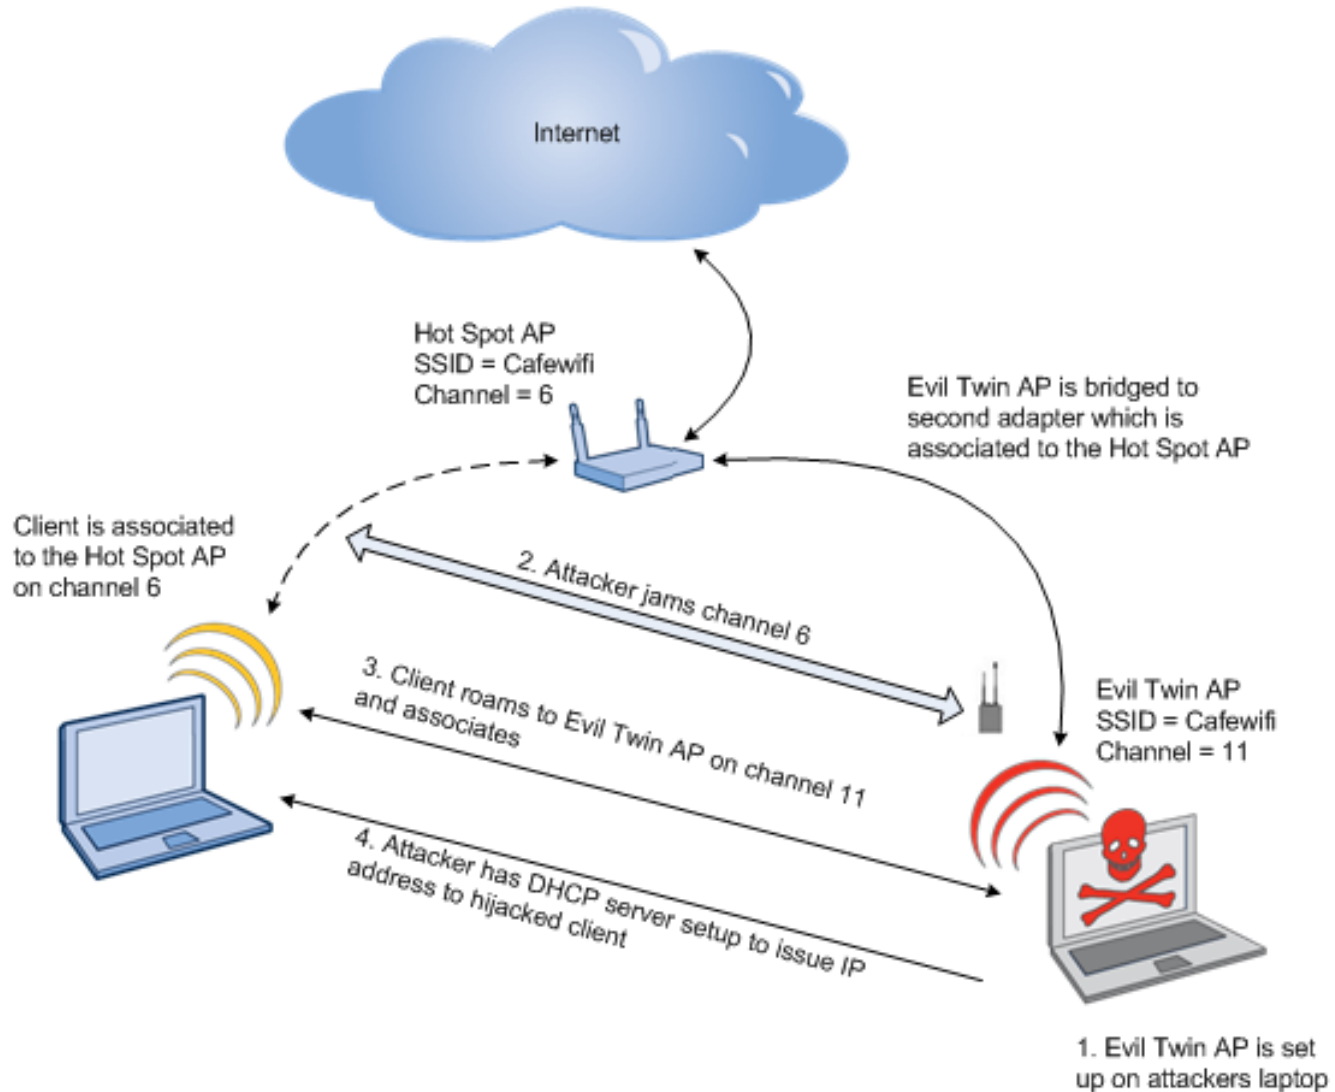 Internet
Hot Spot AP
SSID = Cafewifi
Channel = 6
Evil Twin AP is bridged to
second adapter which is
associated to the Hot Spot AP
Client is associated
to the Hot Spot AP
on channel 6
2. Attacker jams channel 6
3. Client roams to Evil Twin AP on channel 11
and associates
Evil Twin AP
SSID = Cafewifi
Channel = 11
4. Attacker has DHCP server setup to issue IP
address to hijacked client
1. Evil Twin AP is set
up on attackers laptop